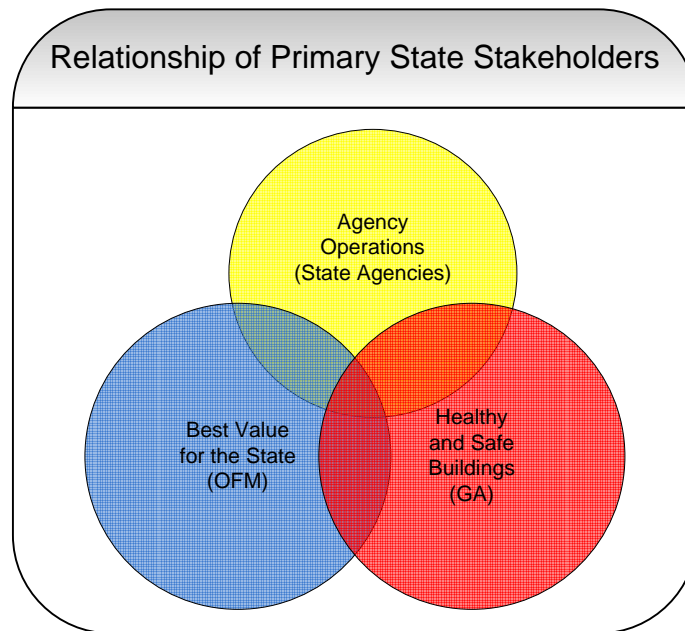 Relationship of Primary State Stakeholders
Agency
Operations
(State Agencies)
Best Value
for the State
(OFM)
Healthy
and Safe
Buildings
(GA)